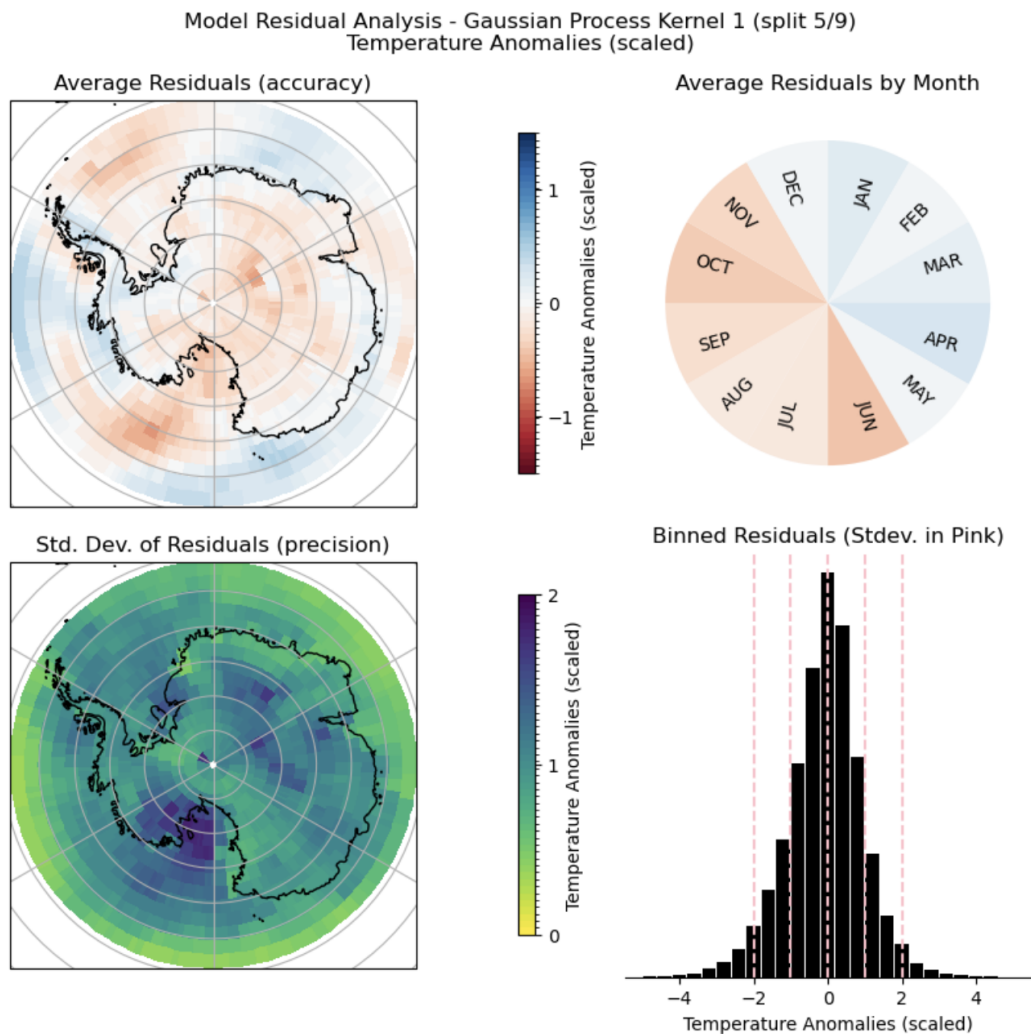 Model Residual Analysis - Gaussian Process Kernel 1 (split 5/9)
Temperature Anomalies (scaled)
Average Residuals (accuracy)
1
0
−1
Temperature Anomalies (scaled)
Average Residuals by Month
JAN
FEB
MAR
APR
MAY
JUN
JUL
AUG
SEP
OCT
NOV
DEC
Std. Dev. of Residuals (precision)
2
1
0
Temperature Anomalies (scaled)
Binned Residuals (Stdev. in Pink)
−4 −2 0 2 4
Temperature Anomalies (scaled)